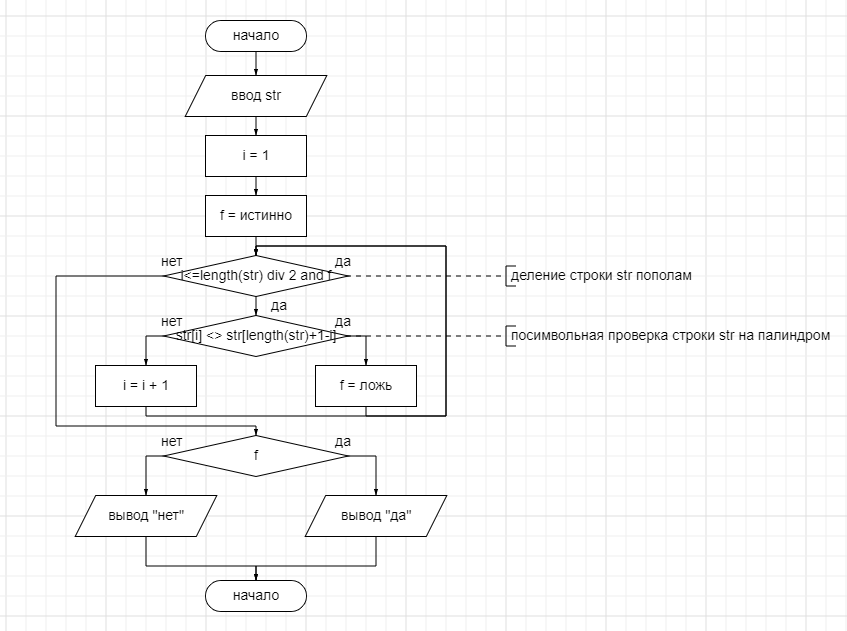 начало
ввод str
i = 1
f = истинно
нет
да
i<=length(str) div 2 and f
деление строки str пополам
да
нет
да
str[i] <> str[length(str)+1-i]
посимвольная проверка строки str на палиндром
i = i + 1
f = ложь
нет
да
f
вывод "нет"
вывод "да"
начало